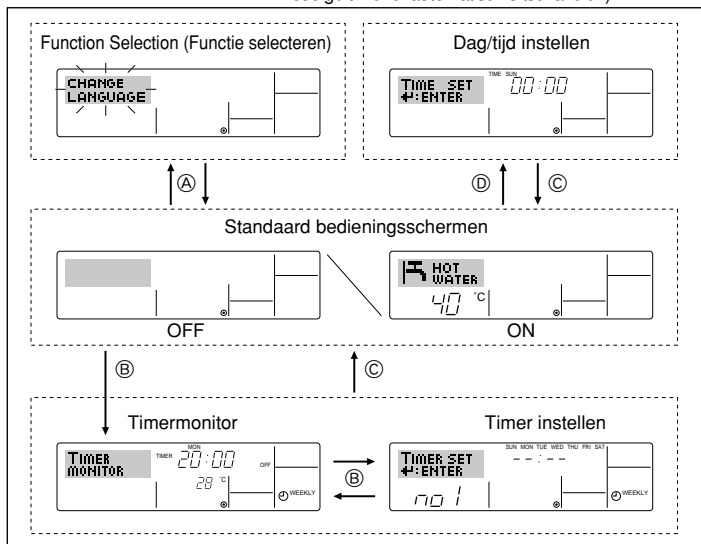 Function Selection (Functie selecteren)
CHANGE
LANGUAGE
Dag/tijd instellen
TIME SET
↵:ENTER
TIME SUN
00:00
Ⓐ
Ⓓ
Ⓒ
Standaard bedieningsschermen
OFF
HOT
WATER
40 °C
ON
Ⓑ
Ⓒ
Timermonitor
TIMER
MONITOR
MON
TIMER 20:00 OFF
28 °C
WEEKLY
Ⓑ
Timer instellen
TIMER SET
↵:ENTER
SUN MON TUE WED THU FRI SAT
--:--
no 1
WEEKLY